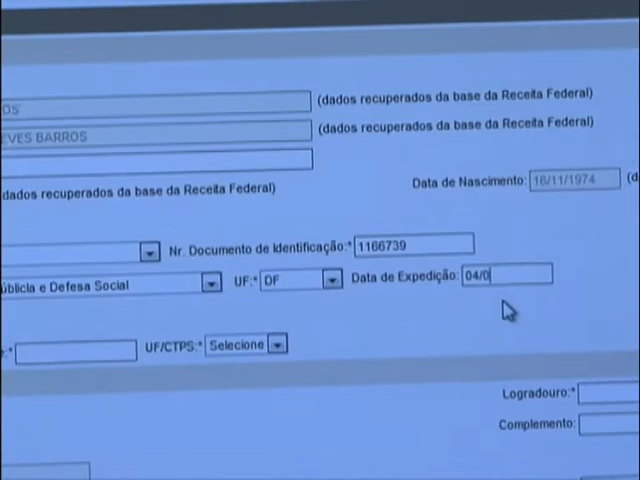 OS (dados recuperados da base da Receita Federal)
EVES BARROS (dados recuperados da base da Receita Federal)
dados recuperados da base da Receita Federal) Data de Nascimento: 16/11/1974 (d
Nr. Documento de Identificação:* 1166739
ública e Defesa Social UF:* DF Data de Expedição: 04/0
UF/CTPS:* Selecione
Logradouro:*
Complemento: